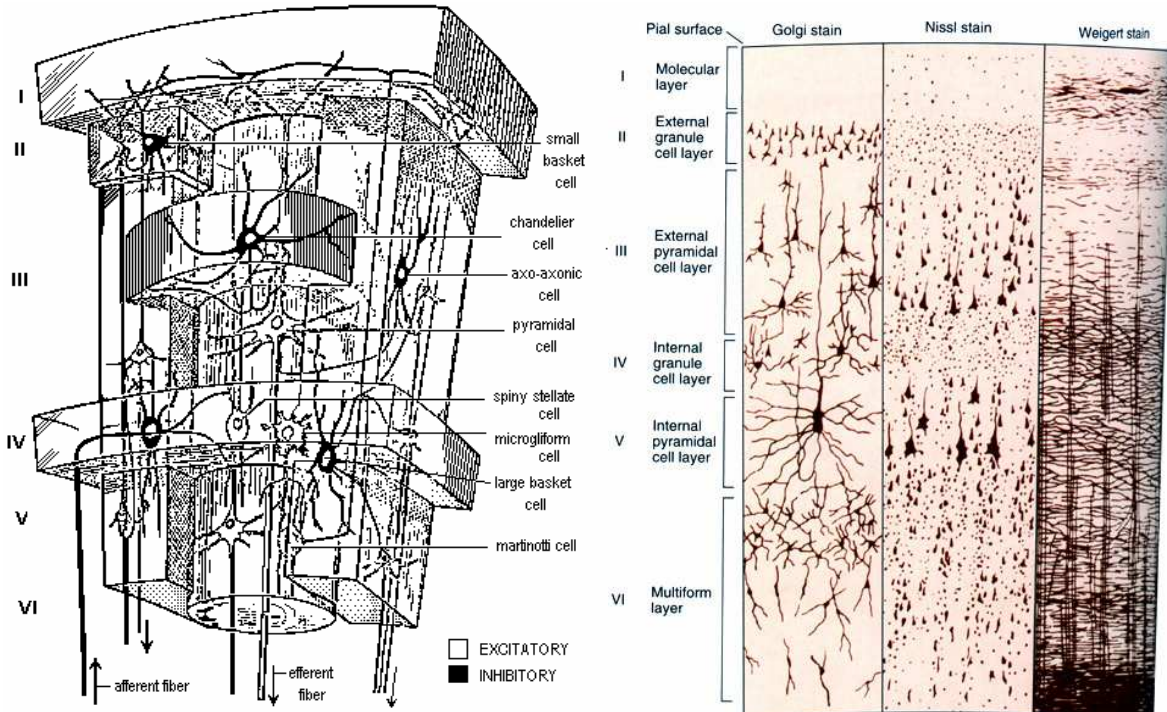 I
II
III
IV
V
VI
small
basket
cell
chandelier
cell
axo-axonic
cell
pyramidal
cell
spiny stellate
cell
microgliform
cell
large basket
cell
martinotti cell
EXCITATORY
INHIBITORY
afferent fiber
efferent
fiber
Pial surface
Golgi stain
Nissl stain
Weigert stain
I
Molecular
layer
II
External
granule
cell layer
III
External
pyramidal
cell layer
IV
Internal
granule
cell layer
V
Internal
pyramidal
cell layer
VI
Multiform
layer